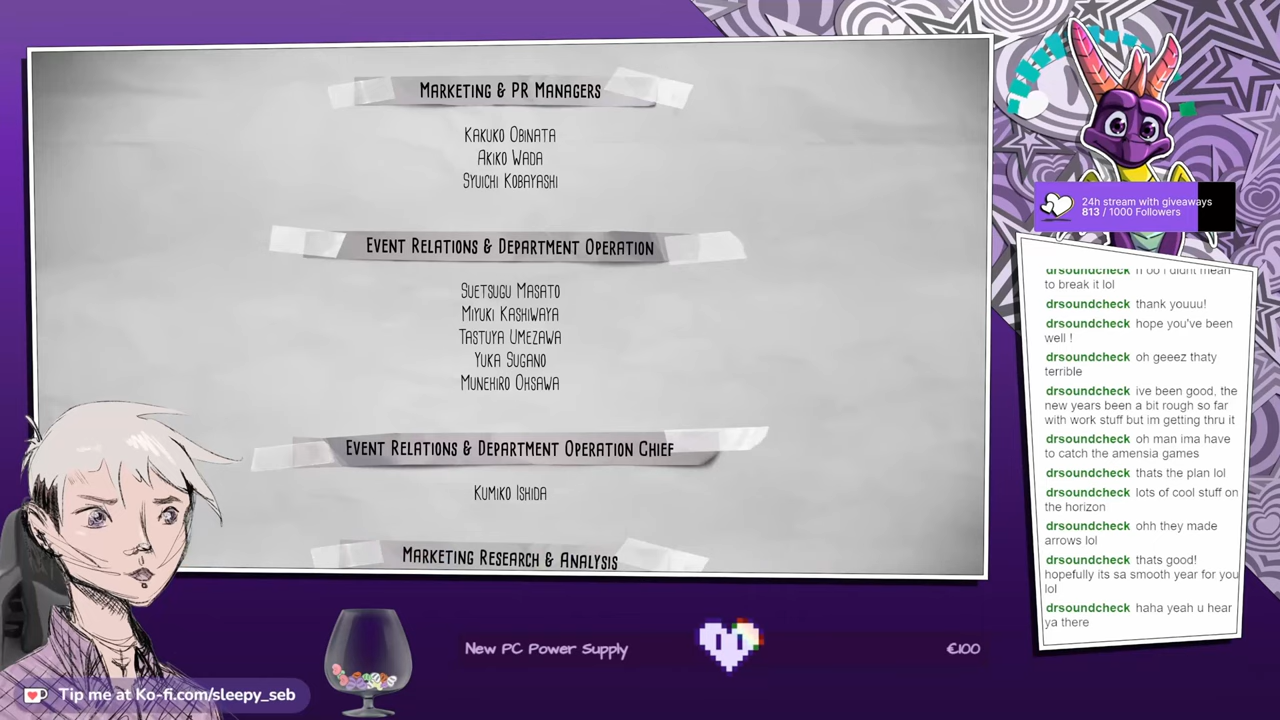 Marketing & PR Managers
Kakuko Obinata
Akiko Wada
Syuichi Kobayashi
Event Relations & Department Operation
Suetsugu Masato
Miyuki Kashiwaya
Tastuya Umezawa
Yuka Sugano
Munehiro Ohsawa
Event Relations & Department Operation Chief
Kumiko Ishida
Marketing Research & Analysis
24h stream with giveaways
813 / 1000 Followers
drsoundcheck
to break it lol
drsoundcheck thank youuu!
drsoundcheck hope you've been
well !
drsoundcheck oh geeez thaty
terrible
drsoundcheck ive been good, the
new years been a bit rough so far
with work stuff but im getting thru it
drsoundcheck oh man ima have
to catch the amensia games
drsoundcheck thats the plan lol
drsoundcheck lots of cool stuff on
the horizon
drsoundcheck ohh they made
arrows lol
drsoundcheck thats good!
hopefully its sa smooth year for you
lol
drsoundcheck haha yeah u hear
ya there
New PC Power Supply
€100
Tip me at Ko-fi.com/sleepy_seb